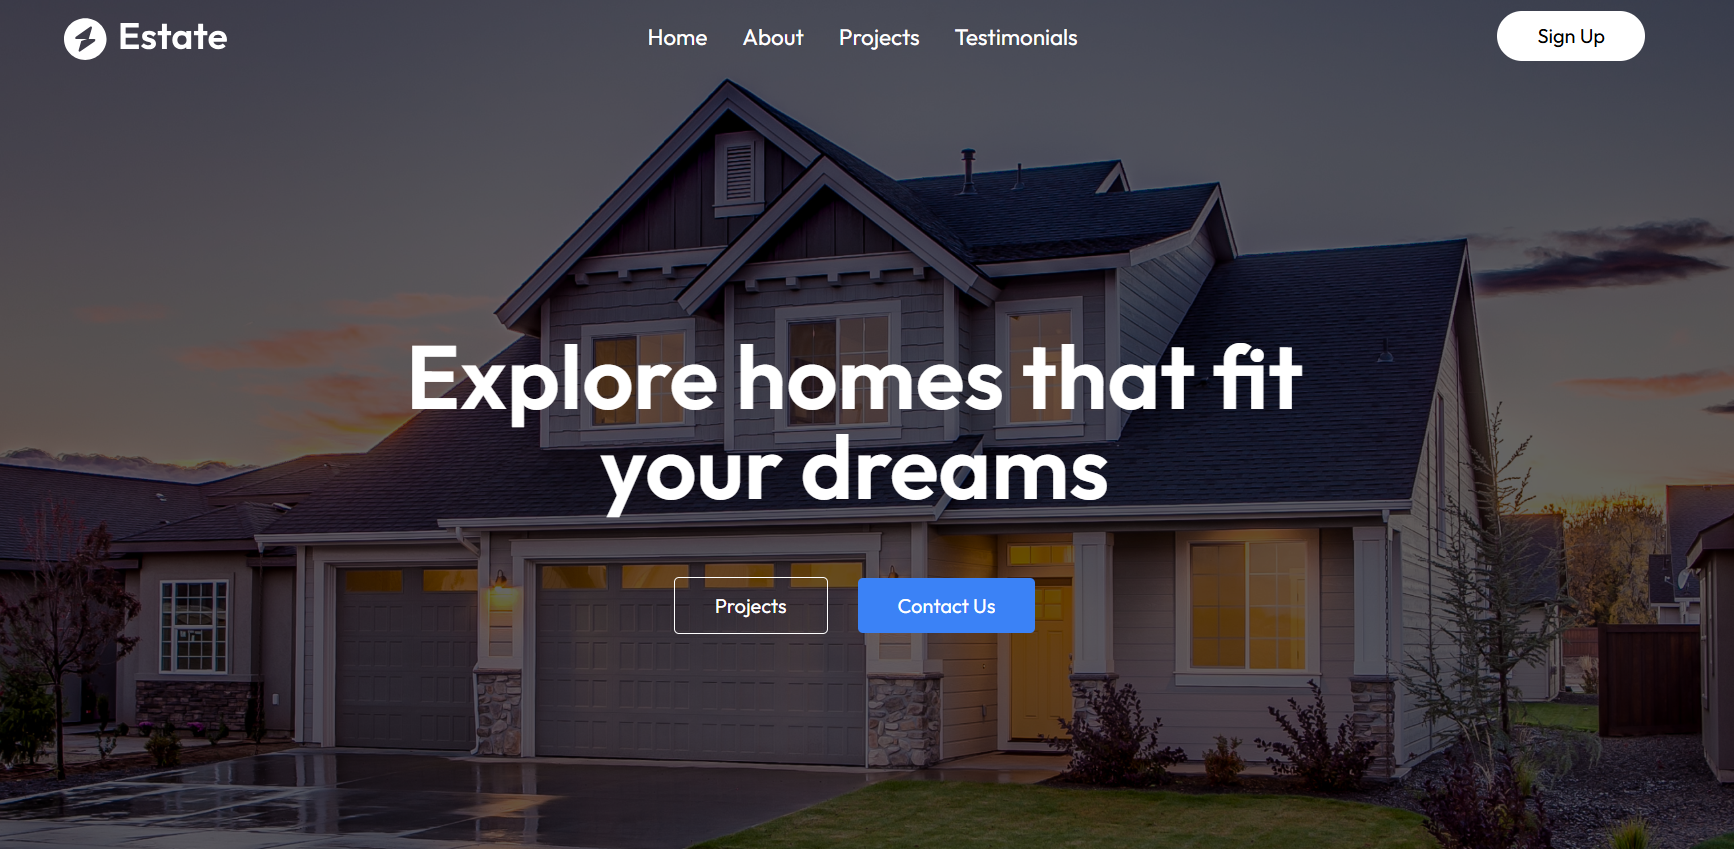 Estate
Home About Projects Testimonials
Sign Up
Explore homes that fit
your dreams
Projects
Contact Us